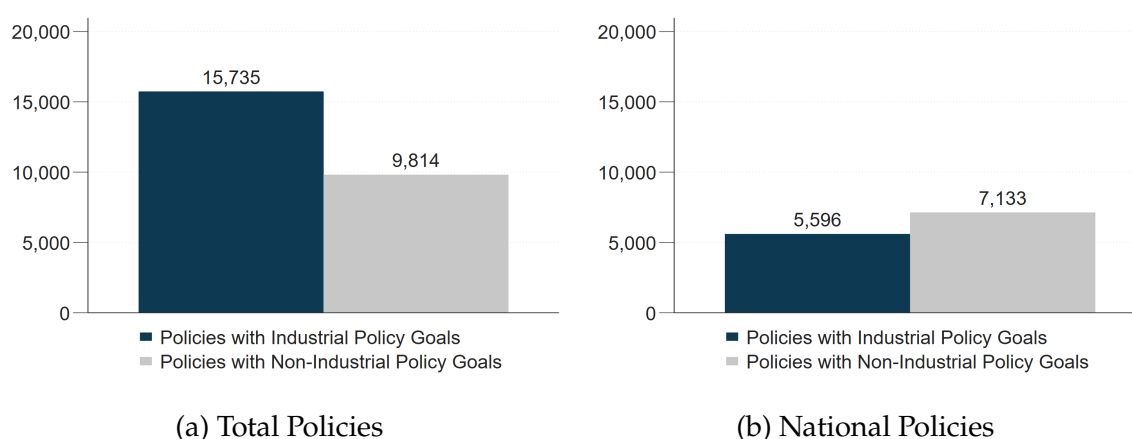 20,000
15,000
10,000
5,000
0
15,735
9,814
Policies with Industrial Policy Goals
Policies with Non-Industrial Policy Goals
(a) Total Policies
20,000
15,000
10,000
5,000
0
5,596
7,133
Policies with Industrial Policy Goals
Policies with Non-Industrial Policy Goals
(b) National Policies